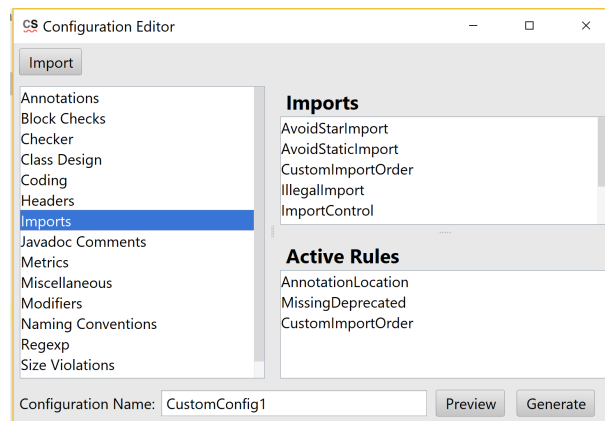 CS Configuration Editor
Import
Annotations
Block Checks
Checker
Class Design
Coding
Headers
Imports
Javadoc Comments
Metrics
Miscellaneous
Modifiers
Naming Conventions
Regexp
Size Violations
Imports
AvoidStarImport
AvoidStaticImport
CustomImportOrder
IllegalImport
ImportControl
Active Rules
AnnotationLocation
MissingDeprecated
CustomImportOrder
Configuration Name: CustomConfig1 Preview Generate